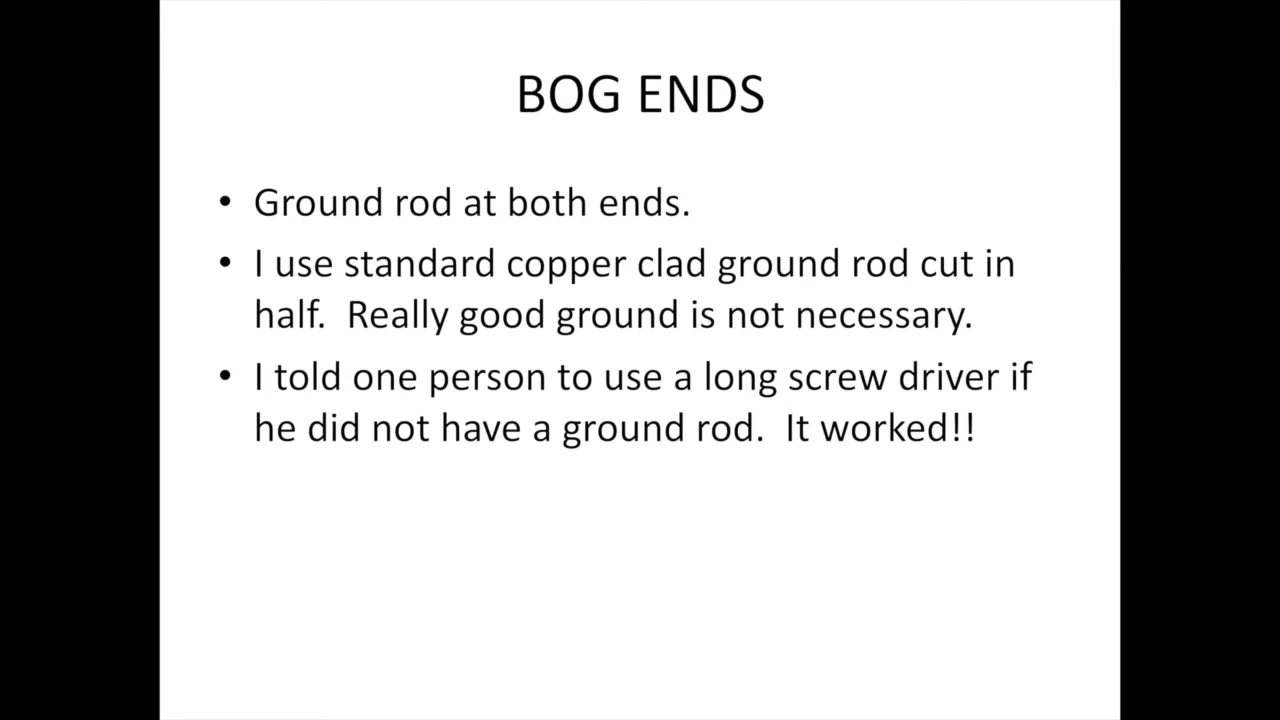 BOG ENDS
• Ground rod at both ends.
• I use standard copper clad ground rod cut in
half.  Really good ground is not necessary.
• I told one person to use a long screw driver if
he did not have a ground rod.  It worked!!